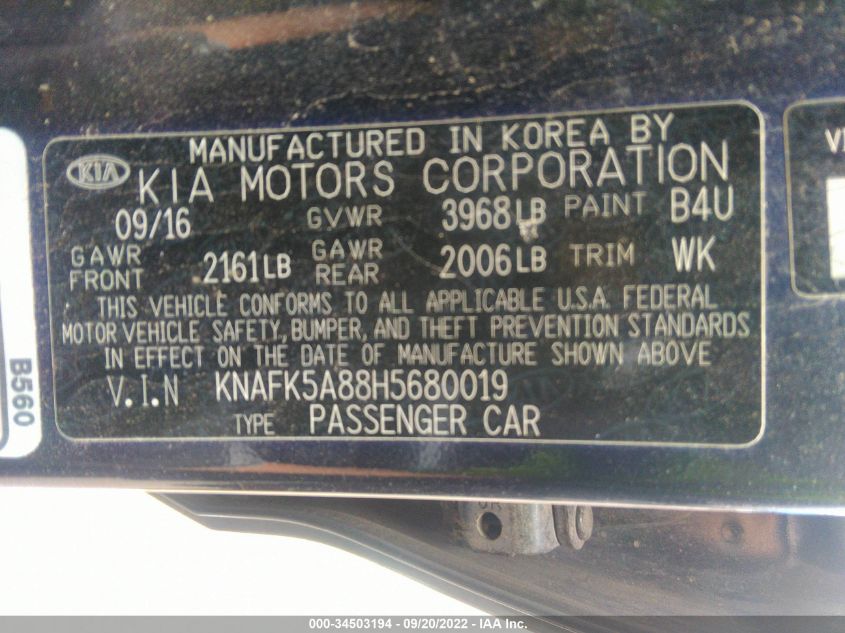 MANUFACTURED IN KOREA BY
KIA KIA MOTORS CORPORATION
09/16 GVWR 3968LB PAINT B4U
GAWR FRONT 2161LB GAWR REAR 2006LB TRIM WK
THIS VEHICLE CONFORMS TO ALL APPLICABLE U.S.A. FEDERAL
MOTOR VEHICLE SAFETY, BUMPER, AND THEFT PREVENTION STANDARDS
IN EFFECT ON THE DATE OF MANUFACTURE SHOWN ABOVE
V.I.N KNAFK5A88H5680019
TYPE PASSENGER CAR
B560
000-34503194 - 09/20/2022 - IAA Inc.